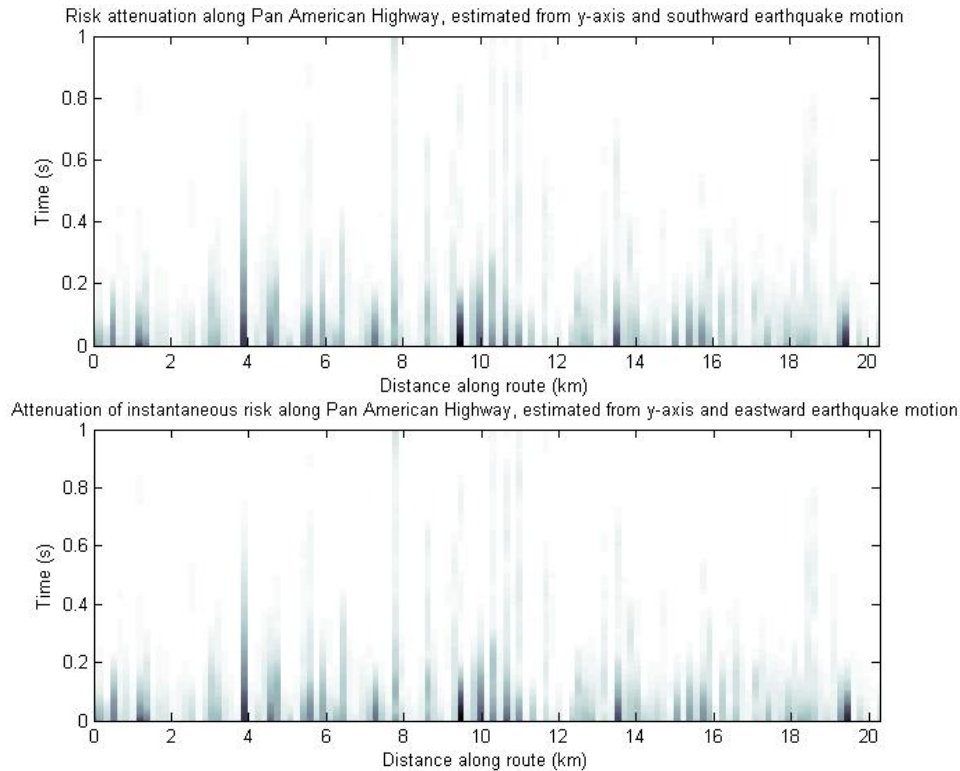 Risk attenuation along Pan American Highway, estimated from y-axis and southward earthquake motion
1
0.8
0.6
0.4
0.2
0
Time (s)
0 2 4 6 8 10 12 14 16 18 20
Distance along route (km)
Attenuation of instantaneous risk along Pan American Highway, estimated from y-axis and eastward earthquake motion
1
0.8
0.6
0.4
0.2
0
Time (s)
0 2 4 6 8 10 12 14 16 18 20
Distance along route (km)